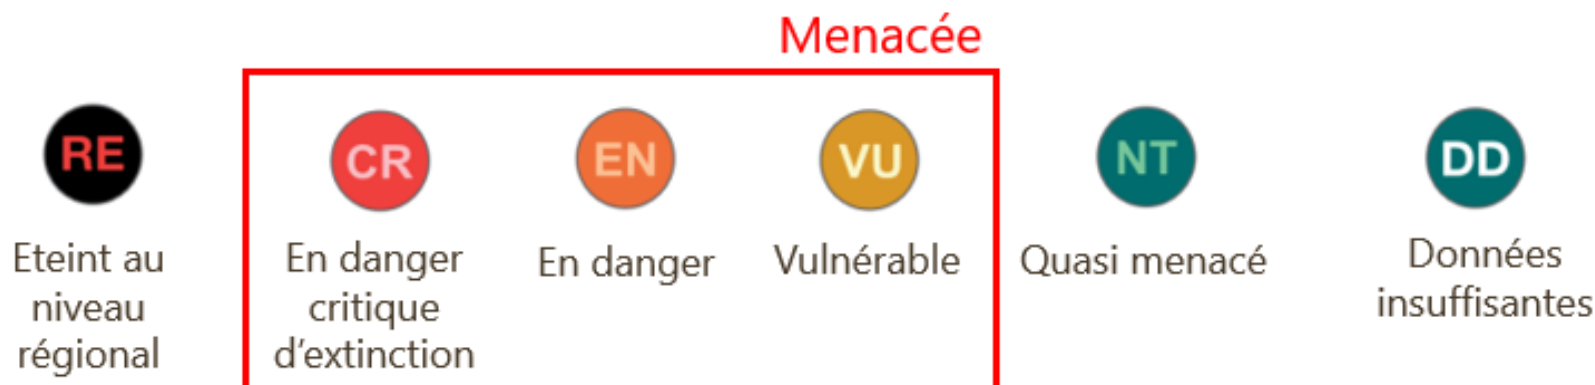 Menacée
RE
CR
EN
VU
NT
DD
Eteint au
niveau
régional
En danger
critique
d'extinction
En danger
Vulnérable
Quasi menacé
Données
insuffisantes